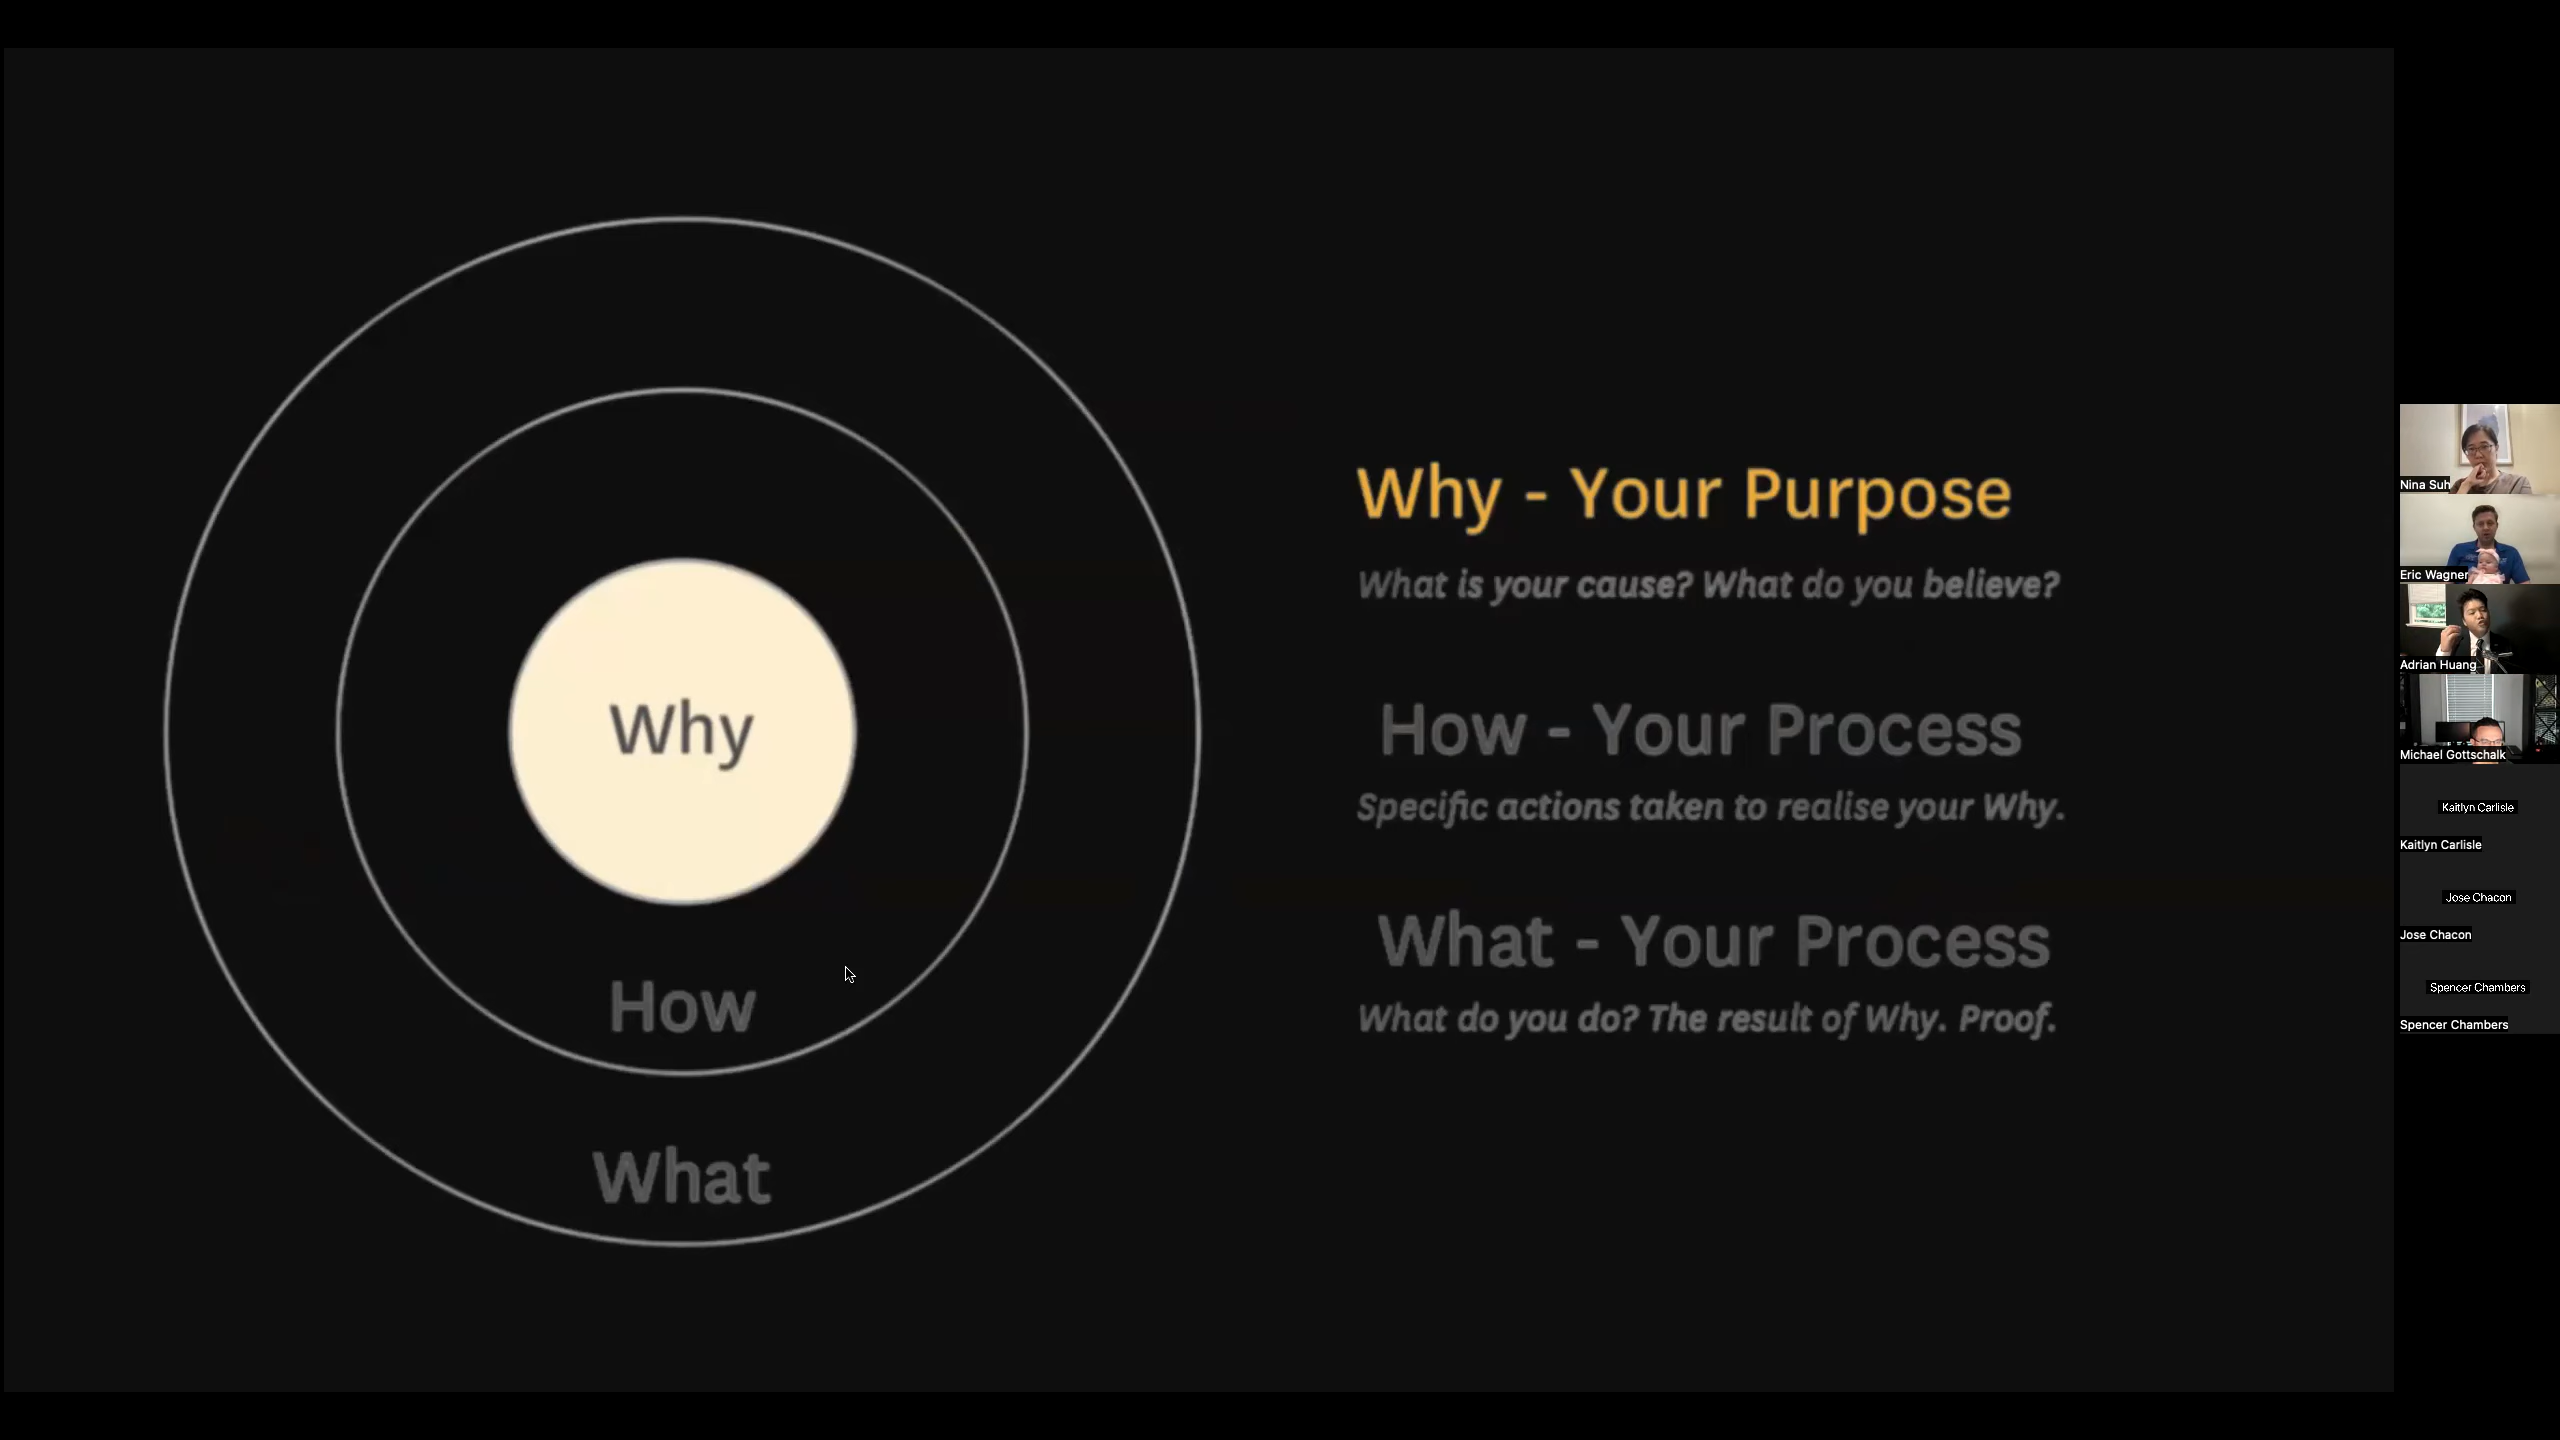 Why
How
What
Why - Your Purpose
What is your cause? What do you believe?
How - Your Process
Specific actions taken to realise your Why.
What - Your Process
What do you do? The result of Why. Proof.
Nina Suh
Eric Wagner
Adrian Huang
Michael Gottschalk
Kaitlyn Carlisle
Kaitlyn Carlisle
Jose Chacon
Jose Chacon
Spencer Chambers
Spencer Chambers